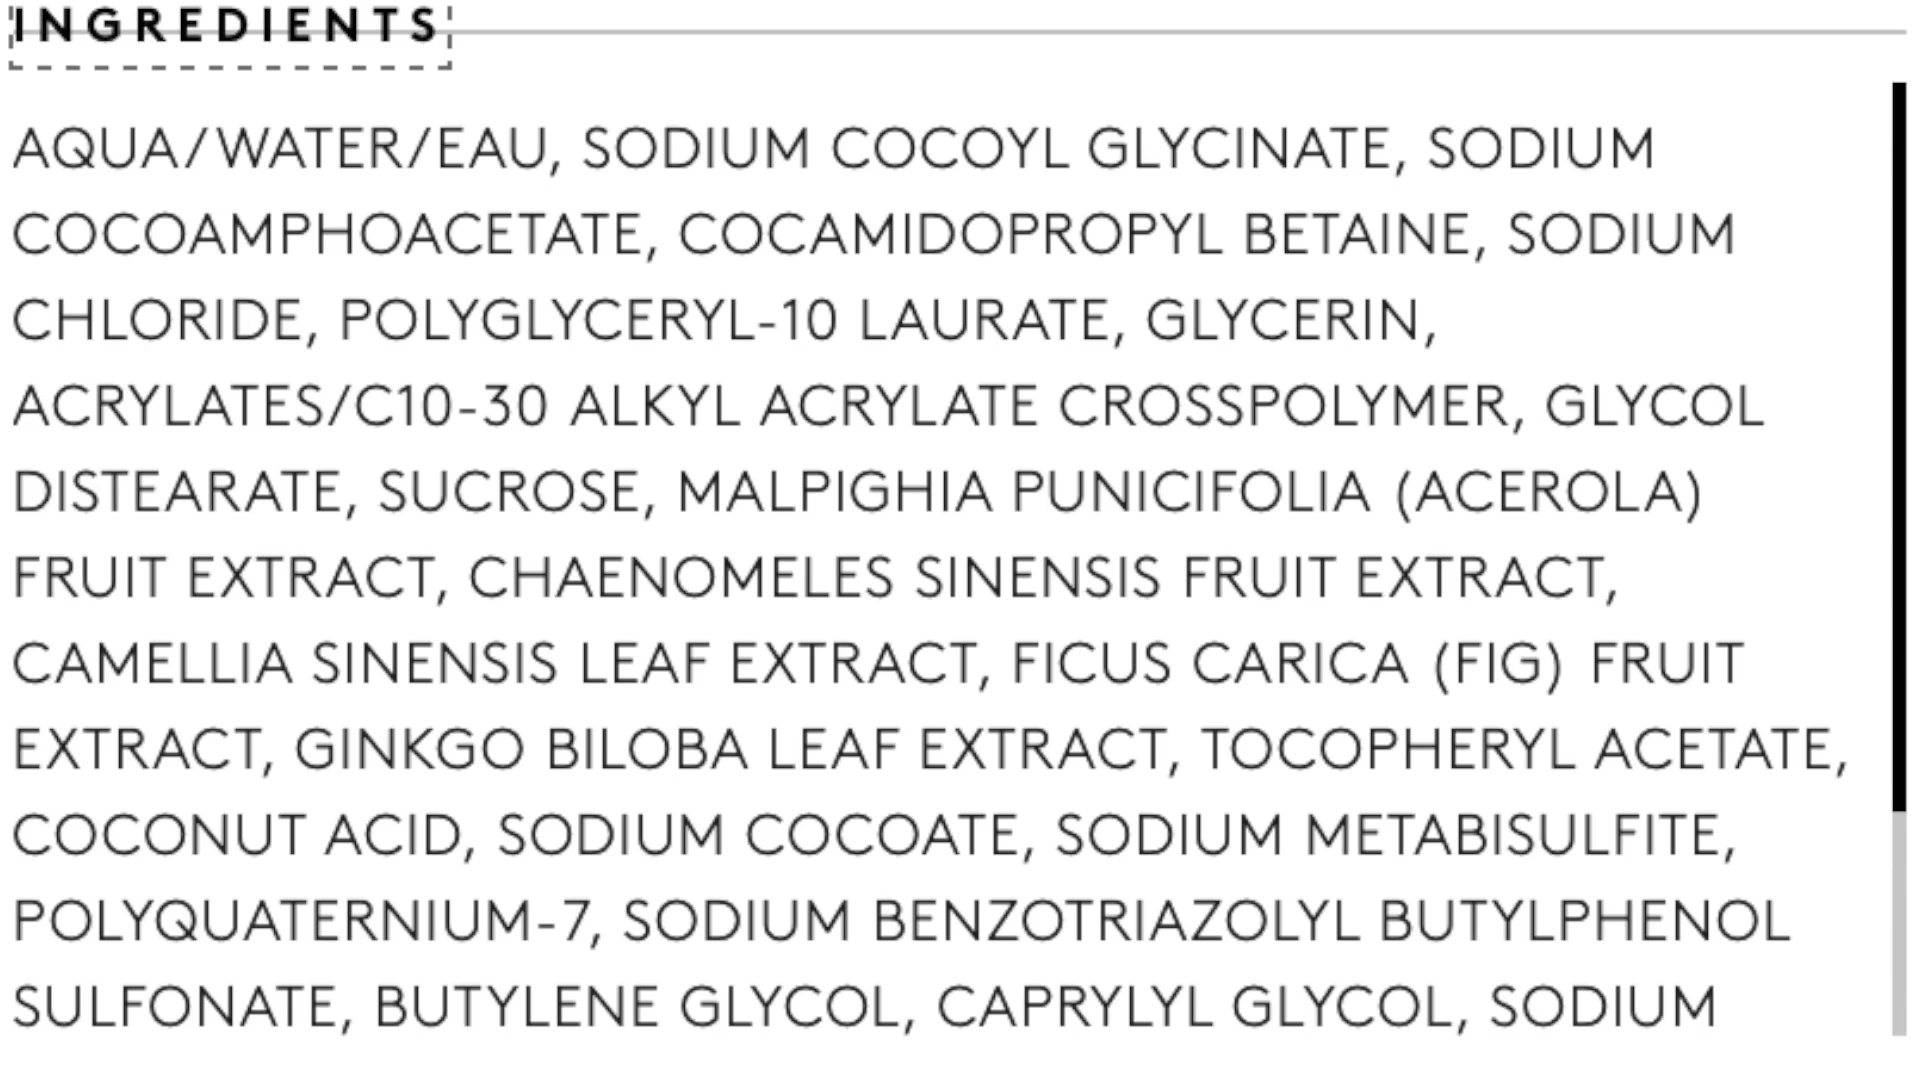 INGREDIENTS
AQUA/WATER/EAU, SODIUM COCOYL GLYCINATE, SODIUM
COCOAMPHOACETATE, COCAMIDOPROPYL BETAINE, SODIUM
CHLORIDE, POLYGLYCERYL-10 LAURATE, GLYCERIN,
ACRYLATES/C10-30 ALKYL ACRYLATE CROSSPOLYMER, GLYCOL
DISTEARATE, SUCROSE, MALPIGHIA PUNICIFOLIA (ACEROLA)
FRUIT EXTRACT, CHAENOMELES SINENSIS FRUIT EXTRACT,
CAMELLIA SINENSIS LEAF EXTRACT, FICUS CARICA (FIG) FRUIT
EXTRACT, GINKGO BILOBA LEAF EXTRACT, TOCOPHERYL ACETATE,
COCONUT ACID, SODIUM COCOATE, SODIUM METABISULFITE,
POLYQUATERNIUM-7, SODIUM BENZOTRIAZOLYL BUTYLPHENOL
SULFONATE, BUTYLENE GLYCOL, CAPRYLYL GLYCOL, SODIUM